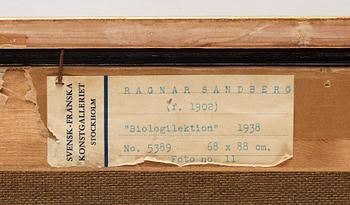 SVENSK-FRANSKA
KONSTGALLERIET
STOCKHOLM
RAGNAR SANDBERG
(f. 1902)
"Biologilektion" 1938
No. 5389 68 x 88 cm.
Foto no. 11